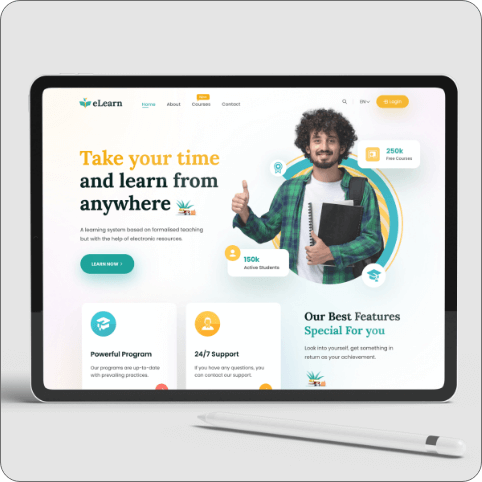 eLearn
Home About Courses Contact
EN
Login
Take your time
and learn from
anywhere
A learning system based on formalised teaching
but with the help of electronic resources.
LEARN NOW
250k
Free Courses
150k
Active Students
Powerful Program
Our programs are up-to-date
with prevailing practices.
24/7 Support
If you have any questions, you
can contact our support.
Our Best Features
Special For you
Look into yourself, get something in
return as your achievement.